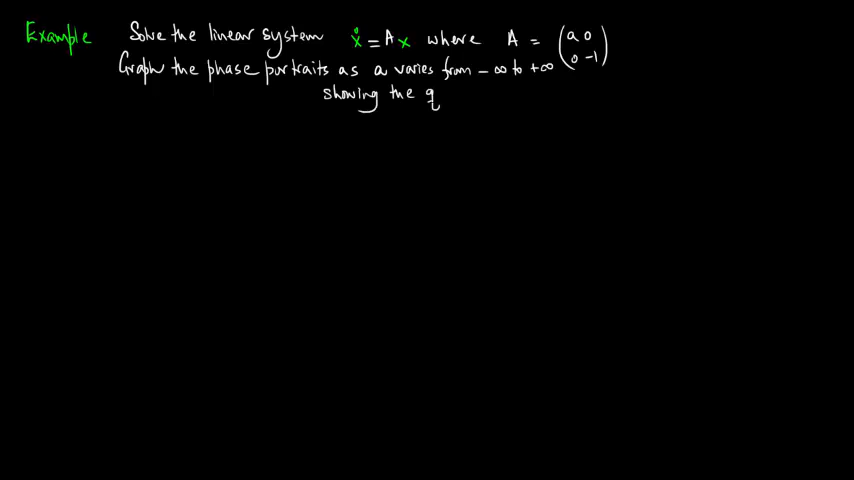 Example Solve the linear system ẋ = A x where A = (a 0
0 -1)
Graph the phase portraits as a varies from - ∞ to +∞
showing the q